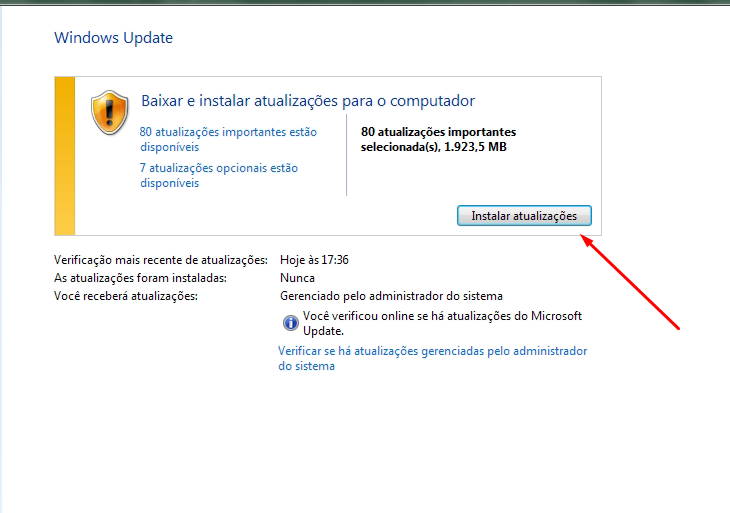 Windows Update
Baixar e instalar atualizações para o computador
80 atualizações importantes estão
disponíveis
7 atualizações opcionais estão
disponíveis
80 atualizações importantes
selecionada(s), 1.923,5 MB
Instalar atualizações
Verificação mais recente de atualizações: Hoje às 17:36
As atualizações foram instaladas: Nunca
Você receberá atualizações: Gerenciado pelo administrador do sistema
Você verificou online se há atualizações do Microsoft
Update.
Verificar se há atualizações gerenciadas pelo administrador
do sistema